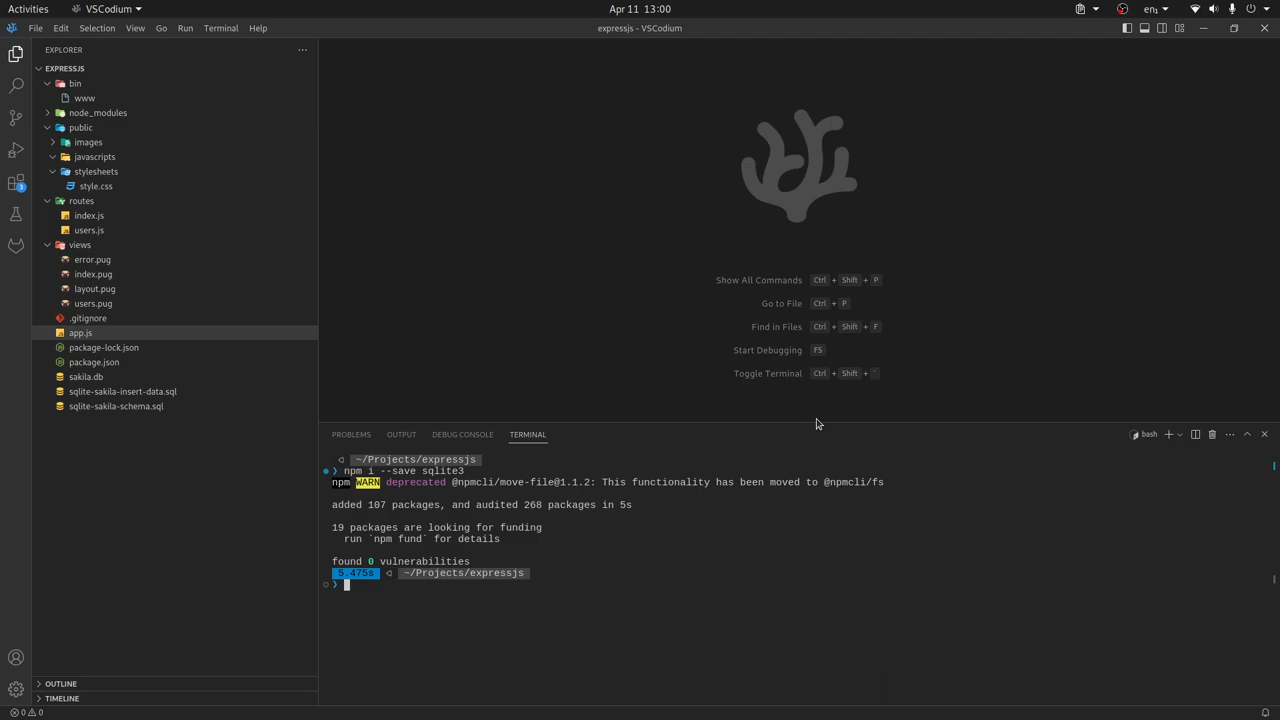 Activities
VSCodium
Apr 11 13:00
en₁
File Edit Selection View Go Run Terminal Help
expressjs - VSCodium
EXPLORER
EXPRESSJS
bin
www
node_modules
public
images
javascripts
stylesheets
style.css
routes
index.js
users.js
views
error.pug
index.pug
layout.pug
users.pug
.gitignore
app.js
package-lock.json
package.json
sakila.db
sqlite-sakila-insert-data.sql
sqlite-sakila-schema.sql
OUTLINE
TIMELINE
3
0 0
Show All Commands Ctrl + Shift + P
Go to File Ctrl + P
Find in Files Ctrl + Shift + F
Start Debugging F5
Toggle Terminal Ctrl + Shift + `
PROBLEMS OUTPUT DEBUG CONSOLE TERMINAL
bash
~/Projects/expressjs
❯ npm i --save sqlite3
npm WARN deprecated @npmcli/move-file@1.1.2: This functionality has been moved to @npmcli/fs
added 107 packages, and audited 268 packages in 5s
19 packages are looking for funding
run `npm fund` for details
found 0 vulnerabilities
5.475s ~/Projects/expressjs
❯